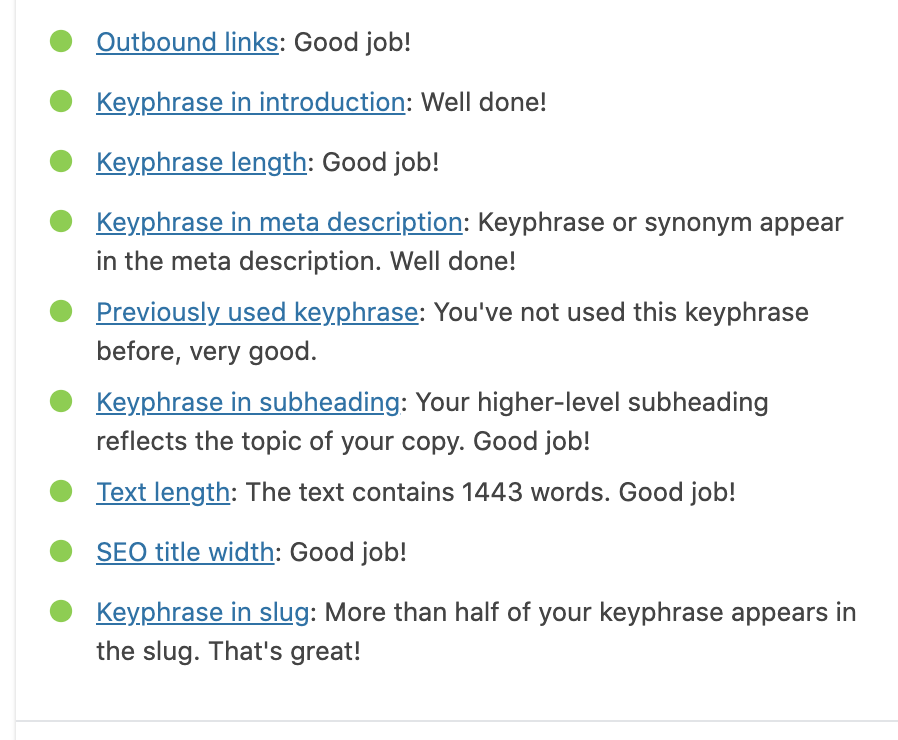 Outbound links: Good job!
Keyphrase in introduction: Well done!
Keyphrase length: Good job!
Keyphrase in meta description: Keyphrase or synonym appear
in the meta description. Well done!
Previously used keyphrase: You've not used this keyphrase
before, very good.
Keyphrase in subheading: Your higher-level subheading
reflects the topic of your copy. Good job!
Text length: The text contains 1443 words. Good job!
SEO title width: Good job!
Keyphrase in slug: More than half of your keyphrase appears in
the slug. That's great!